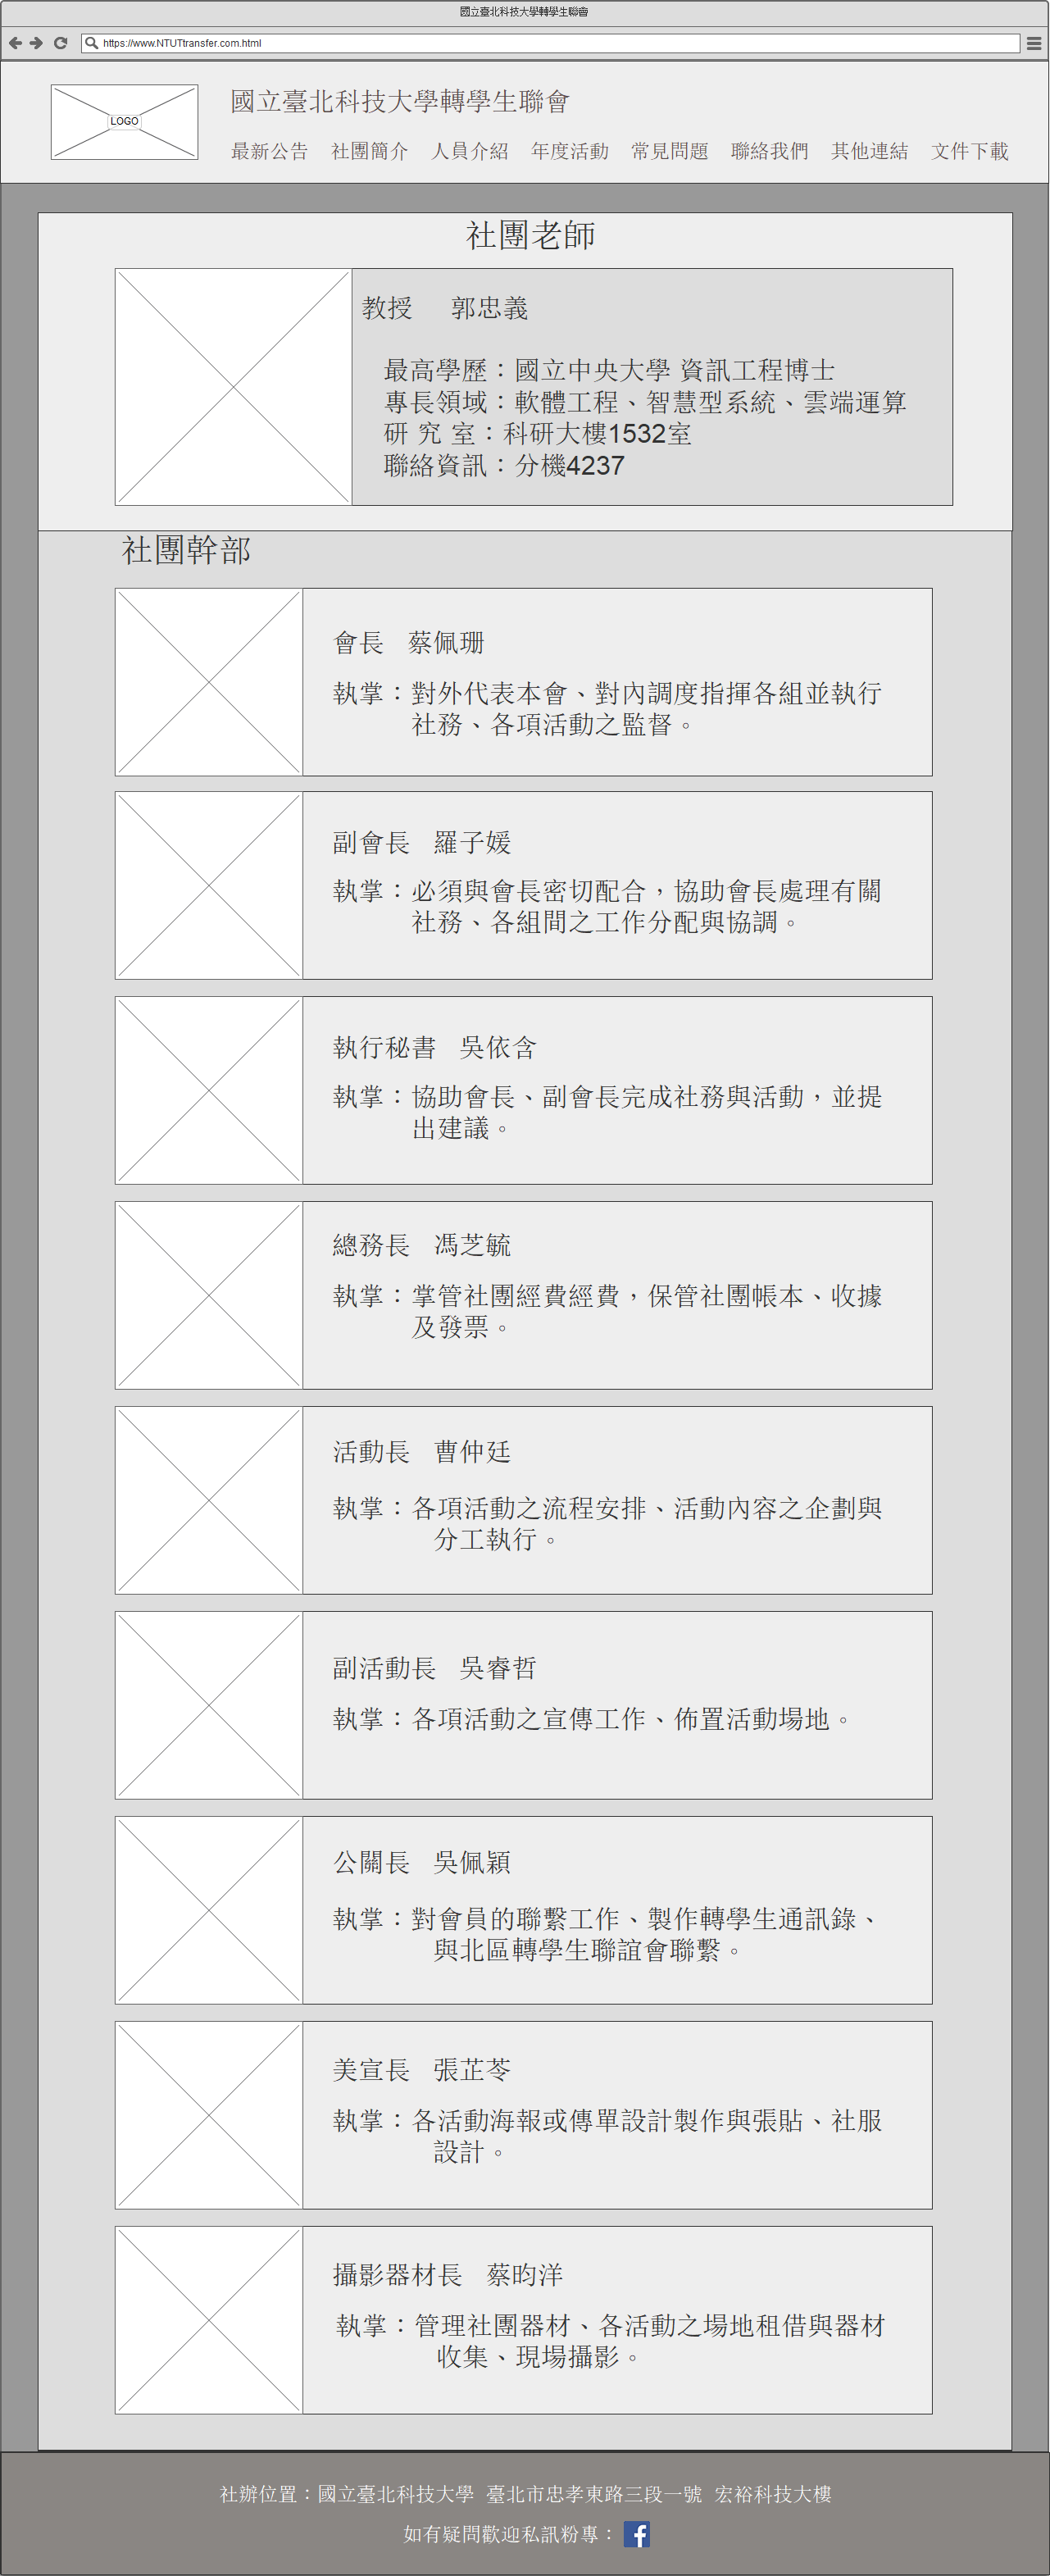 國立臺北科技大學轉學生聯會
https://www.NTUTtransfer.com.html
LOGO
國立臺北科技大學轉學生聯會
最新公告 社團簡介 人員介紹 年度活動 常見問題 聯絡我們 其他連結 文件下載
社團老師
教授 郭忠義
最高學歷：國立中央大學 資訊工程博士
專長領域：軟體工程、智慧型系統、雲端運算
研 究 室：科研大樓1532室
聯絡資訊：分機4237
社團幹部
會長 蔡佩珊
執掌：對外代表本會、對內調度指揮各組並執行
社務、各項活動之監督。
副會長 羅子媛
執掌：必須與會長密切配合，協助會長處理有關
社務、各組間之工作分配與協調。
執行秘書 吳依含
執掌：協助會長、副會長完成社務與活動，並提
出建議。
總務長 馮芝毓
執掌：掌管社團經費經費，保管社團帳本、收據
及發票。
活動長 曹仲廷
執掌：各項活動之流程安排、活動內容之企劃與
分工執行。
副活動長 吳睿哲
執掌：各項活動之宣傳工作、佈置活動場地。
公關長 吳佩穎
執掌：對會員的聯繫工作、製作轉學生通訊錄、
與北區轉學生聯誼會聯繫。
美宣長 張芷苓
執掌：各活動海報或傳單設計製作與張貼、社服
設計。
攝影器材長 蔡昀洋
執掌：管理社團器材、各活動之場地租借與器材
收集、現場攝影。
社辦位置：國立臺北科技大學 臺北市忠孝東路三段一號 宏裕科技大樓
如有疑問歡迎私訊粉專：